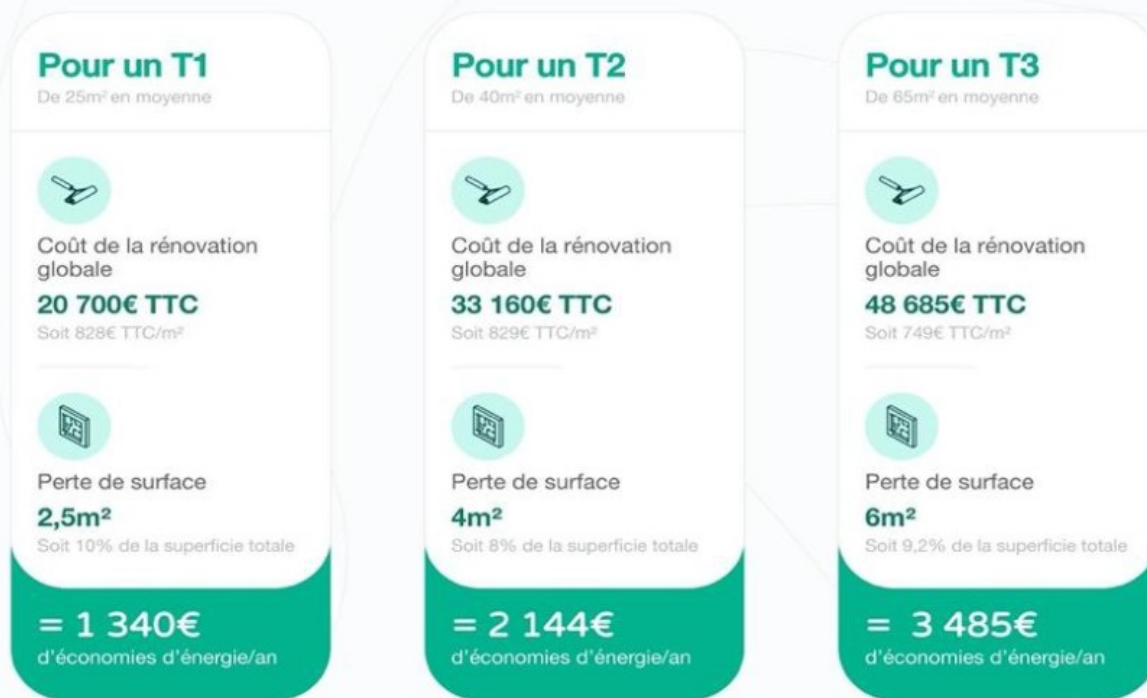 Pour un T1
De 25m² en moyenne
Coût de la rénovation
globale
20 700€ TTC
Soit 828€ TTC/m²
Perte de surface
2,5m²
Soit 10% de la superficie totale
= 1 340€
d'économies d'énergie/an
Pour un T2
De 40m² en moyenne
Coût de la rénovation
globale
33 160€ TTC
Soit 829€ TTC/m²
Perte de surface
4m²
Soit 8% de la superficie totale
= 2 144€
d'économies d'énergie/an
Pour un T3
De 65m² en moyenne
Coût de la rénovation
globale
48 685€ TTC
Soit 749€ TTC/m²
Perte de surface
6m²
Soit 9,2% de la superficie totale
= 3 485€
d'économies d'énergie/an